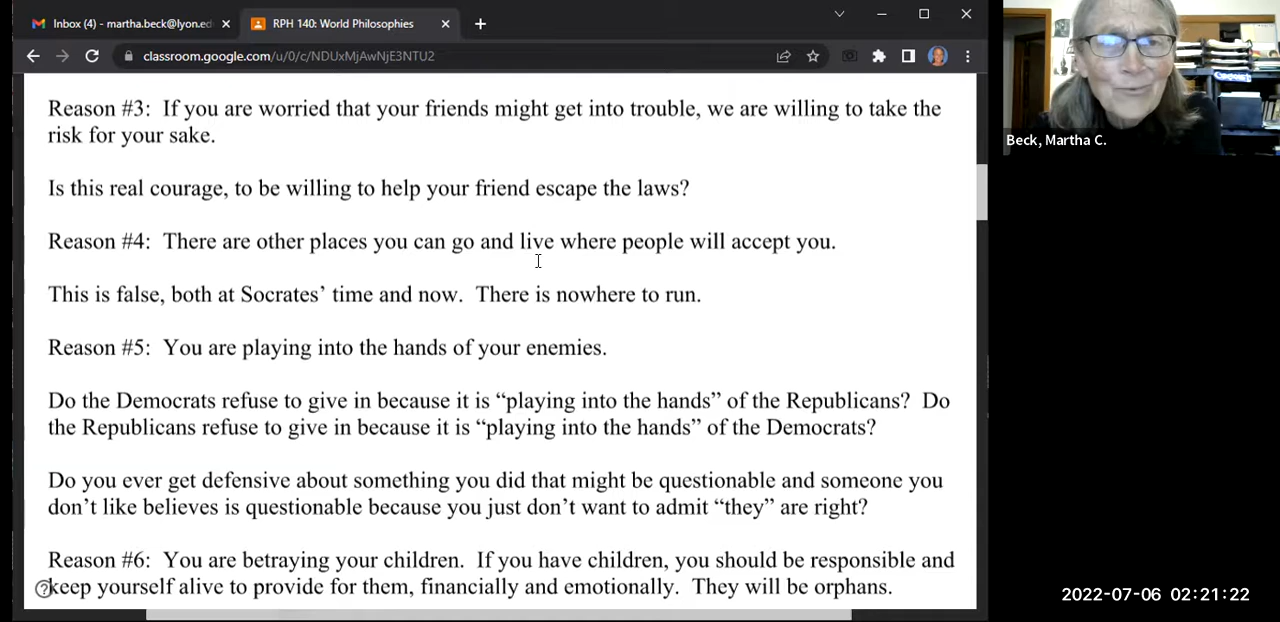 Inbox (4) - martha.beck@lyon.ed
RPH 140: World Philosophies
classroom.google.com/u/0/c/NDUxMjAwNjE3NTU2
Reason #3: If you are worried that your friends might get into trouble, we are willing to take the
risk for your sake.
Is this real courage, to be willing to help your friend escape the laws?
Reason #4: There are other places you can go and live where people will accept you.
This is false, both at Socrates’ time and now. There is nowhere to run.
Reason #5: You are playing into the hands of your enemies.
Do the Democrats refuse to give in because it is “playing into the hands” of the Republicans? Do
the Republicans refuse to give in because it is “playing into the hands” of the Democrats?
Do you ever get defensive about something you did that might be questionable and someone you
don’t like believes is questionable because you just don’t want to admit “they” are right?
Reason #6: You are betraying your children. If you have children, you should be responsible and
keep yourself alive to provide for them, financially and emotionally. They will be orphans.
Beck, Martha C.
2022-07-06 02:21:22